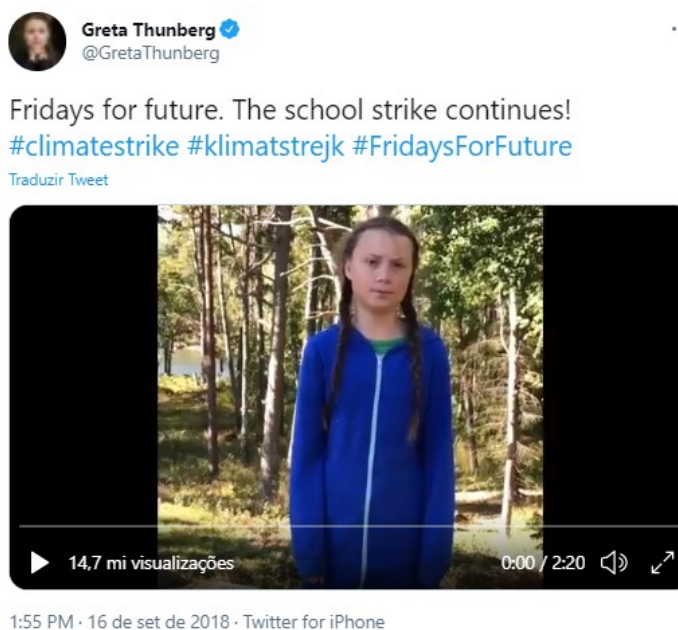 Greta Thunberg
@GretaThunberg
Fridays for future. The school strike continues!
#climatestrike #klimatstrejk #FridaysForFuture
Traduzir Tweet
14,7 mi visualizações
0:00 / 2:20
1:55 PM · 16 de set de 2018 · Twitter for iPhone